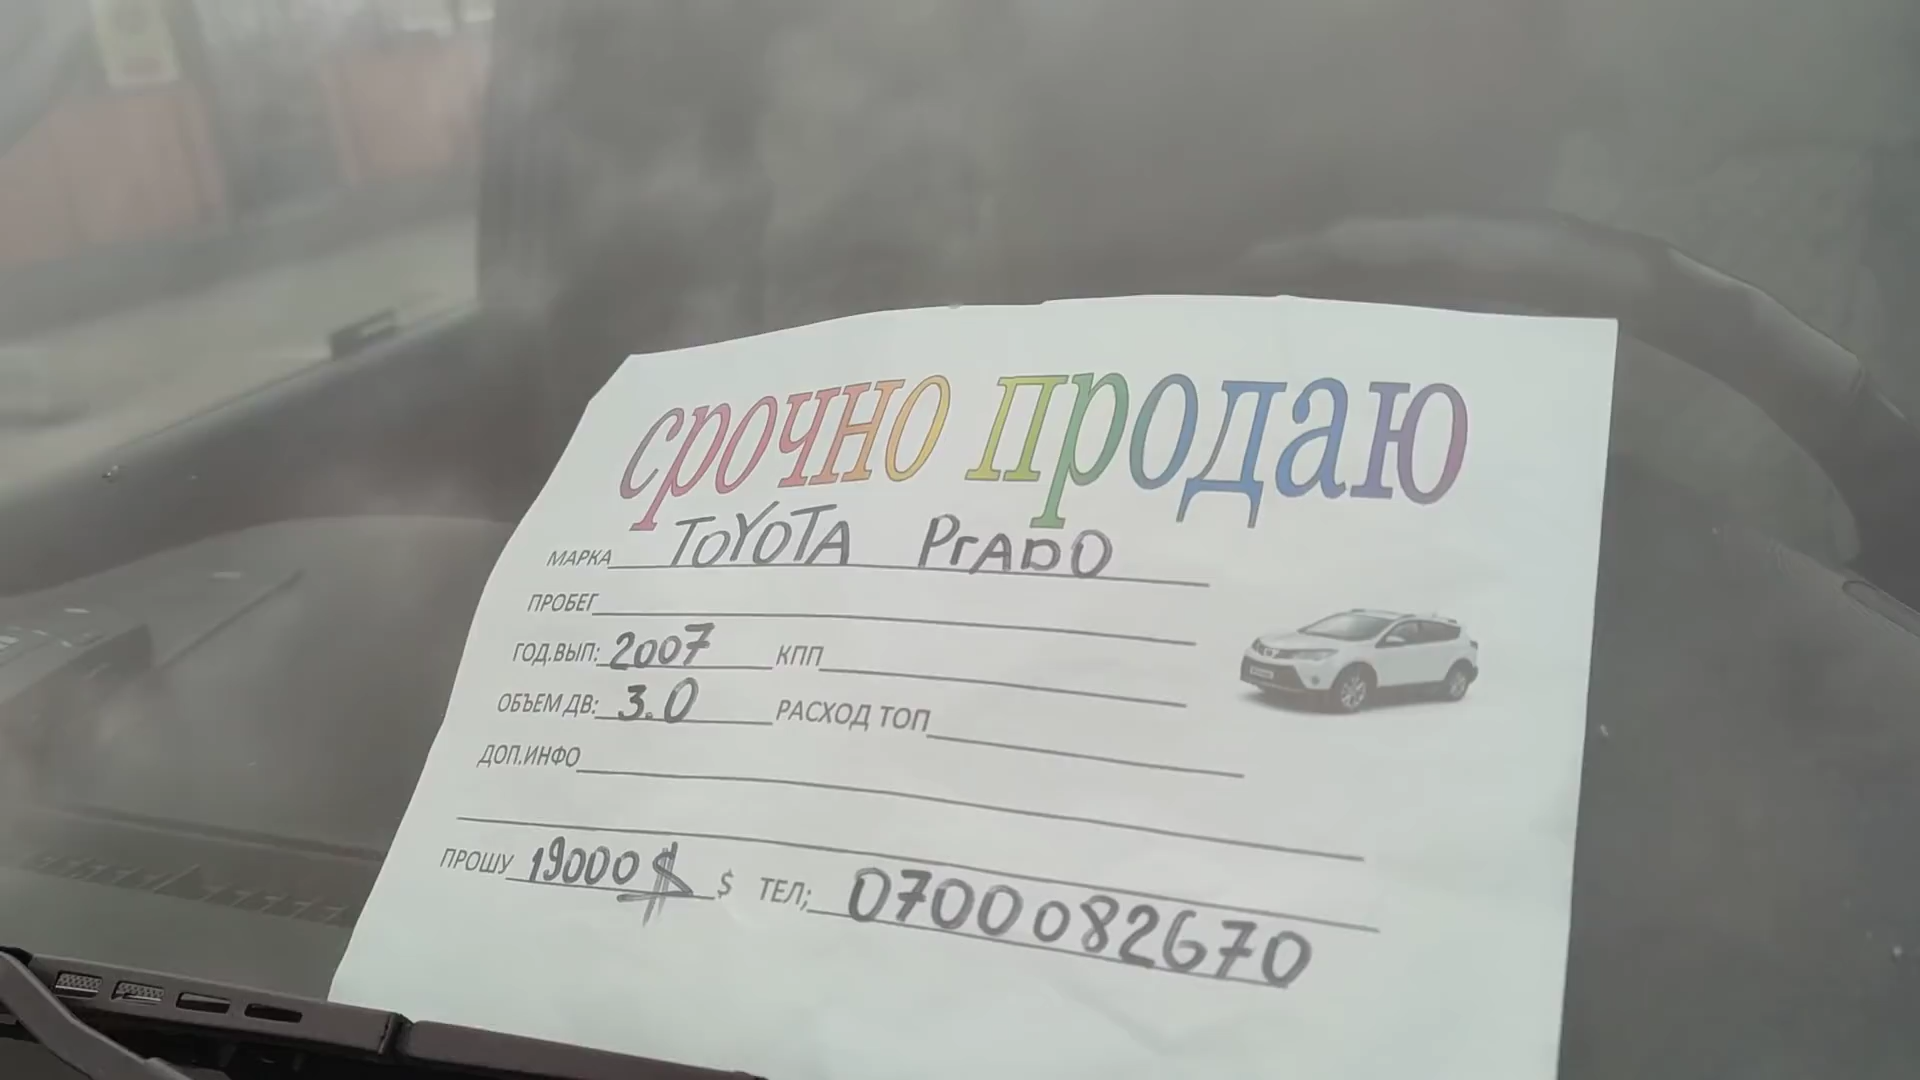 срочно продаю
МАРКА TOYOTA PrADO
ПРОБЕГ
ГОД.ВЫП: 2007 КПП
ОБЪЕМ ДВ: 3.0 РАСХОД ТОП
ДОП.ИНФО
ПРОШУ 19000$ $ ТЕЛ; 0700082670